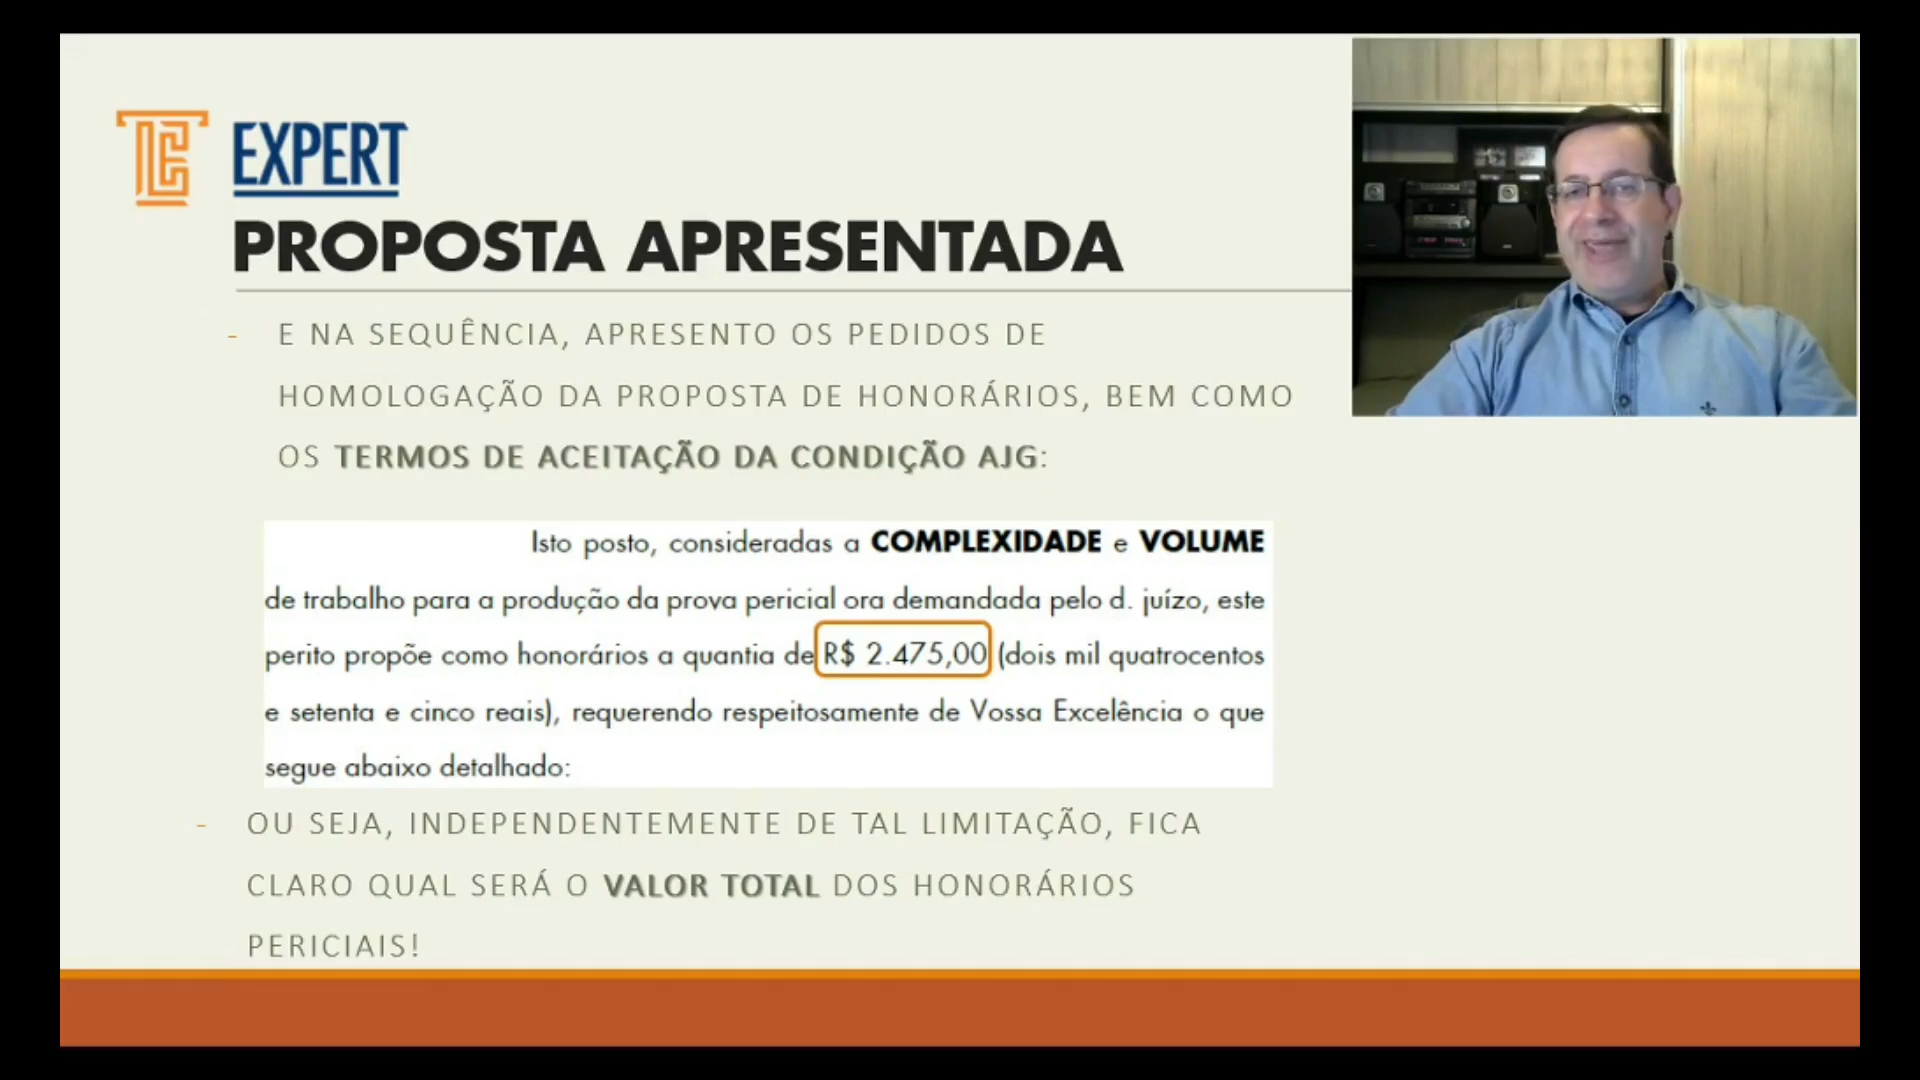 EXPERT
PROPOSTA APRESENTADA
- E NA SEQUÊNCIA, APRESENTO OS PEDIDOS DE
HOMOLOGAÇÃO DA PROPOSTA DE HONORÁRIOS, BEM COMO
OS TERMOS DE ACEITAÇÃO DA CONDIÇÃO AJG:
Isto posto, consideradas a COMPLEXIDADE e VOLUME
de trabalho para a produção da prova pericial ora demandada pelo d. juízo, este
perito propõe como honorários a quantia de R$ 2.475,00 (dois mil quatrocentos
e setenta e cinco reais), requerendo respeitosamente de Vossa Excelência o que
segue abaixo detalhado:
- OU SEJA, INDEPENDENTEMENTE DE TAL LIMITAÇÃO, FICA
CLARO QUAL SERÁ O VALOR TOTAL DOS HONORÁRIOS
PERICIAIS!